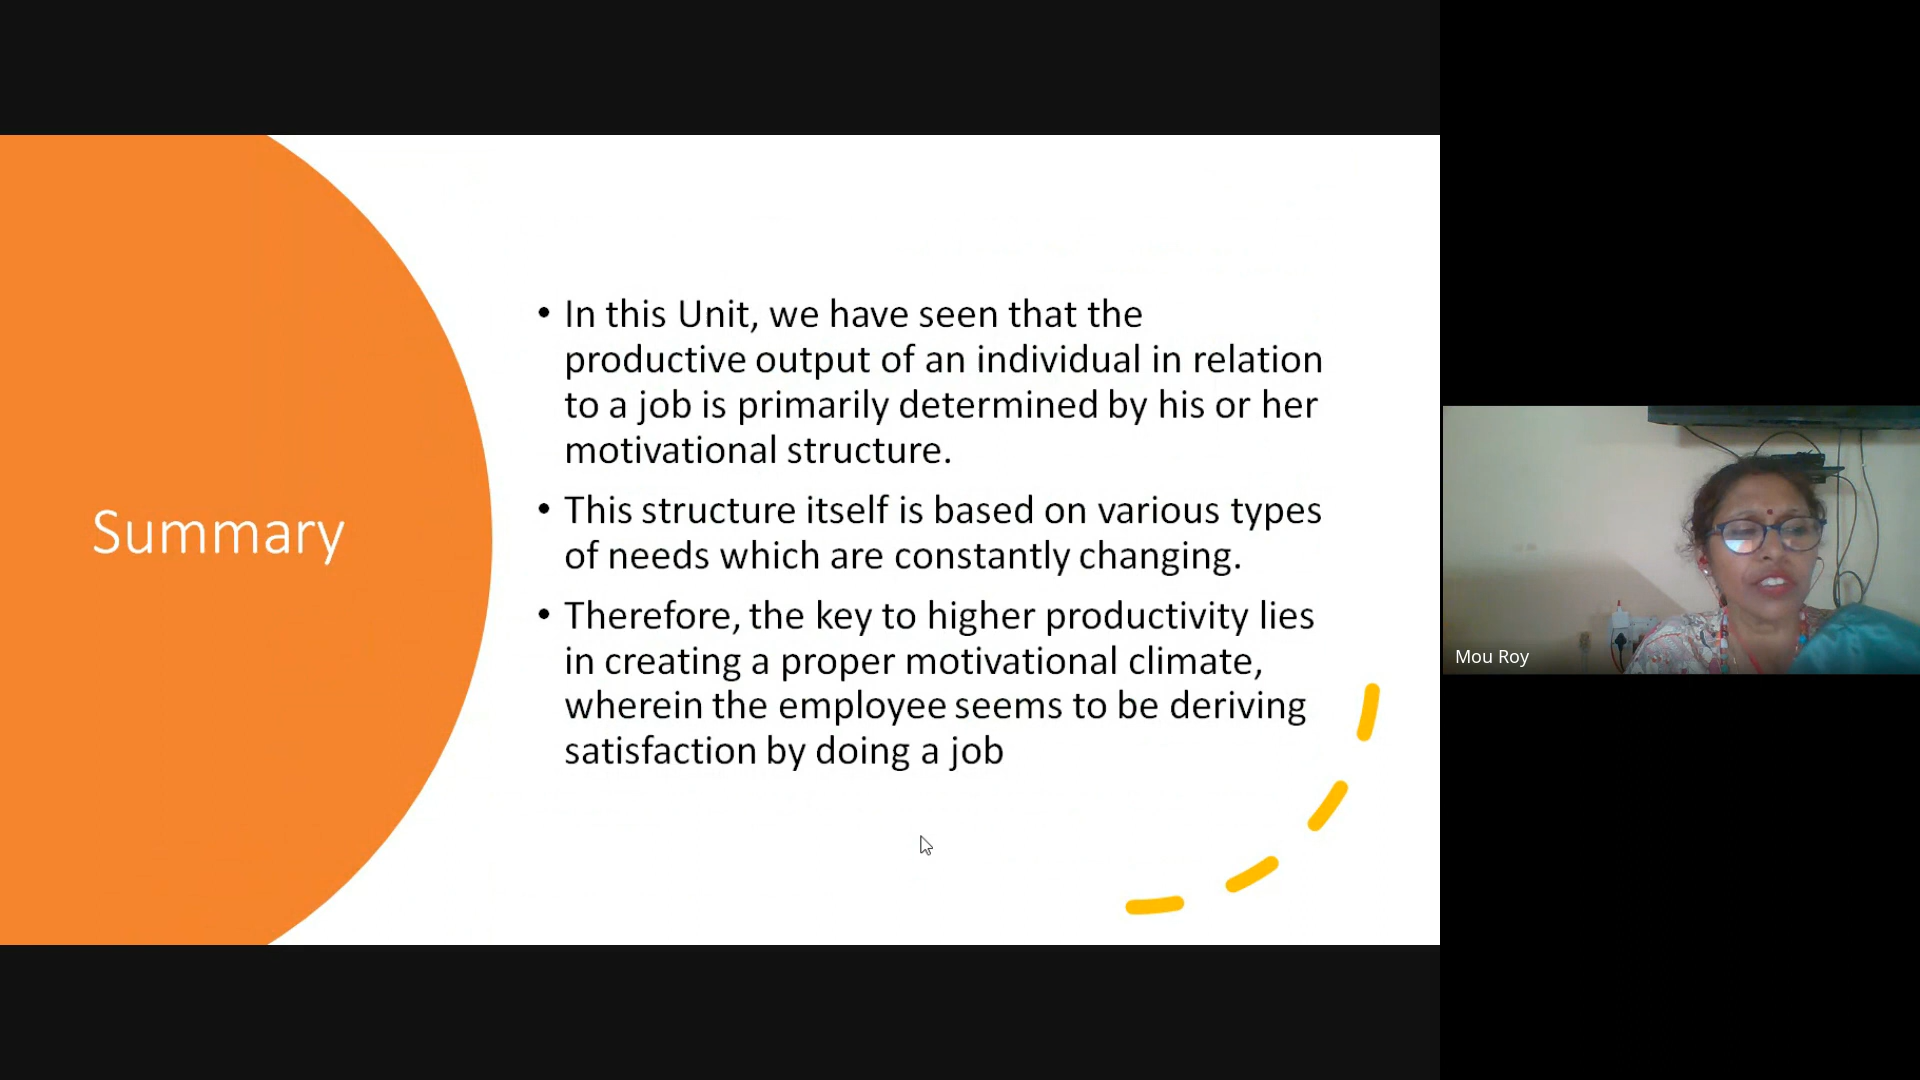 Summary
• In this Unit, we have seen that the
productive output of an individual in relation
to a job is primarily determined by his or her
motivational structure.
• This structure itself is based on various types
of needs which are constantly changing.
• Therefore, the key to higher productivity lies
in creating a proper motivational climate,
wherein the employee seems to be deriving
satisfaction by doing a job
Mou Roy